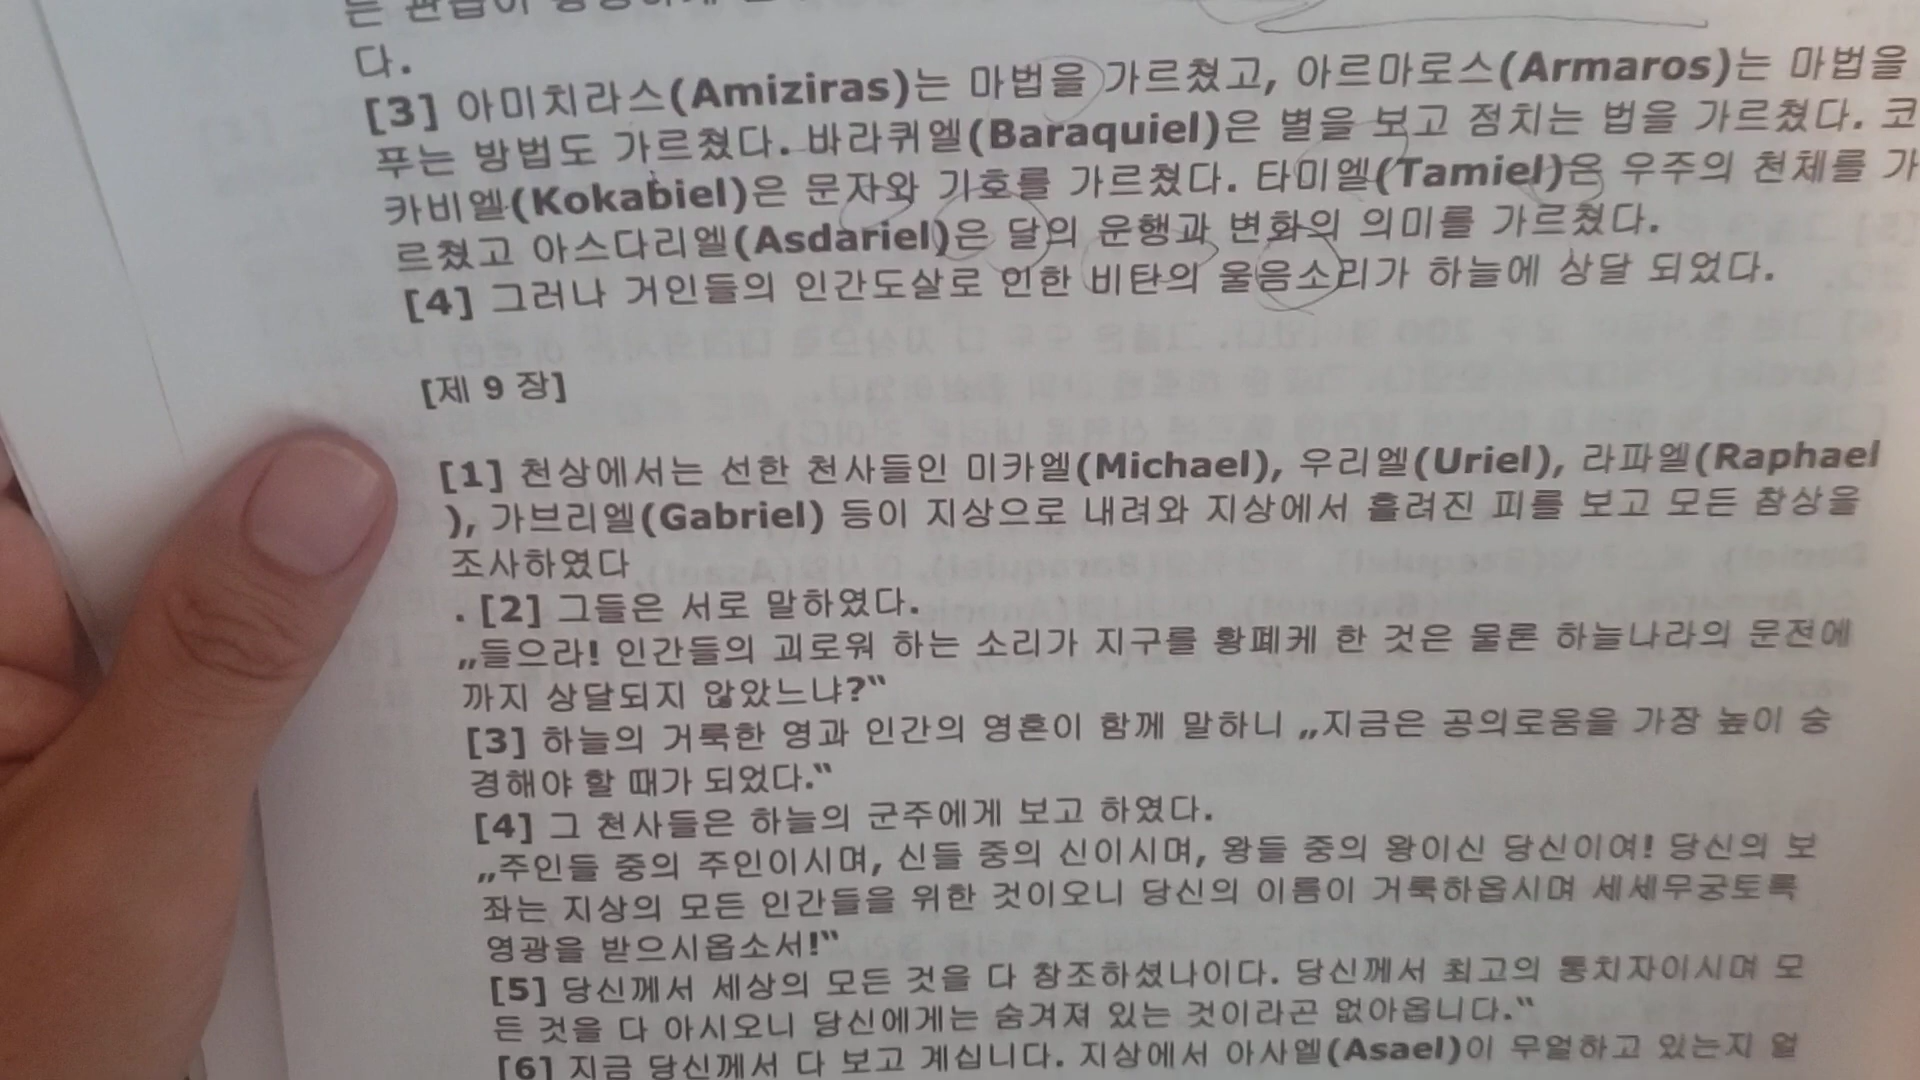 다.
[3] 아미치라스(Amiziras)는 마법을 가르쳤고, 아르마로스(Armaros)는 마법을
푸는 방법도 가르쳤다. 바라퀴엘(Baraquiel)은 별을 보고 점치는 법을 가르쳤다. 코
카비엘(Kokabiel)은 문자와 기호를 가르쳤다. 타미엘(Tamiel)은 우주의 천체를 가
르쳤고 아스다리엘(Asdariel)은 달의 운행과 변화의 의미를 가르쳤다.
[4] 그러나 거인들의 인간도살로 인한 비탄의 울음소리가 하늘에 상달 되었다.
[제 9 장]
[1] 천상에서는 선한 천사들인 미카엘(Michael), 우리엘(Uriel), 라파엘(Raphael
), 가브리엘(Gabriel) 등이 지상으로 내려와 지상에서 흘려진 피를 보고 모든 참상을
조사하였다
. [2] 그들은 서로 말하였다.
„들으라! 인간들의 괴로워 하는 소리가 지구를 황폐케 한 것은 물론 하늘나라의 문전에
까지 상달되지 않았느냐?“
[3] 하늘의 거룩한 영과 인간의 영혼이 함께 말하니 „지금은 공의로움을 가장 높이 숭
경해야 할 때가 되었다.“
[4] 그 천사들은 하늘의 군주에게 보고 하였다.
„주인들 중의 주인이시며, 신들 중의 신이시며, 왕들 중의 왕이신 당신이여! 당신의 보
좌는 지상의 모든 인간들을 위한 것이오니 당신의 이름이 거룩하옵시며 세세무궁토록
영광을 받으시옵소서!“
[5] 당신께서 세상의 모든 것을 다 창조하셨나이다. 당신께서 최고의 통치자이시며 모
든 것을 다 아시오니 당신에게는 숨겨져 있는 것이라곤 없아옵니다.“
[6] 지금 당신께서 다 보고 계십니다. 지상에서 아사엘(Asael)이 무얼하고 있는지 얼